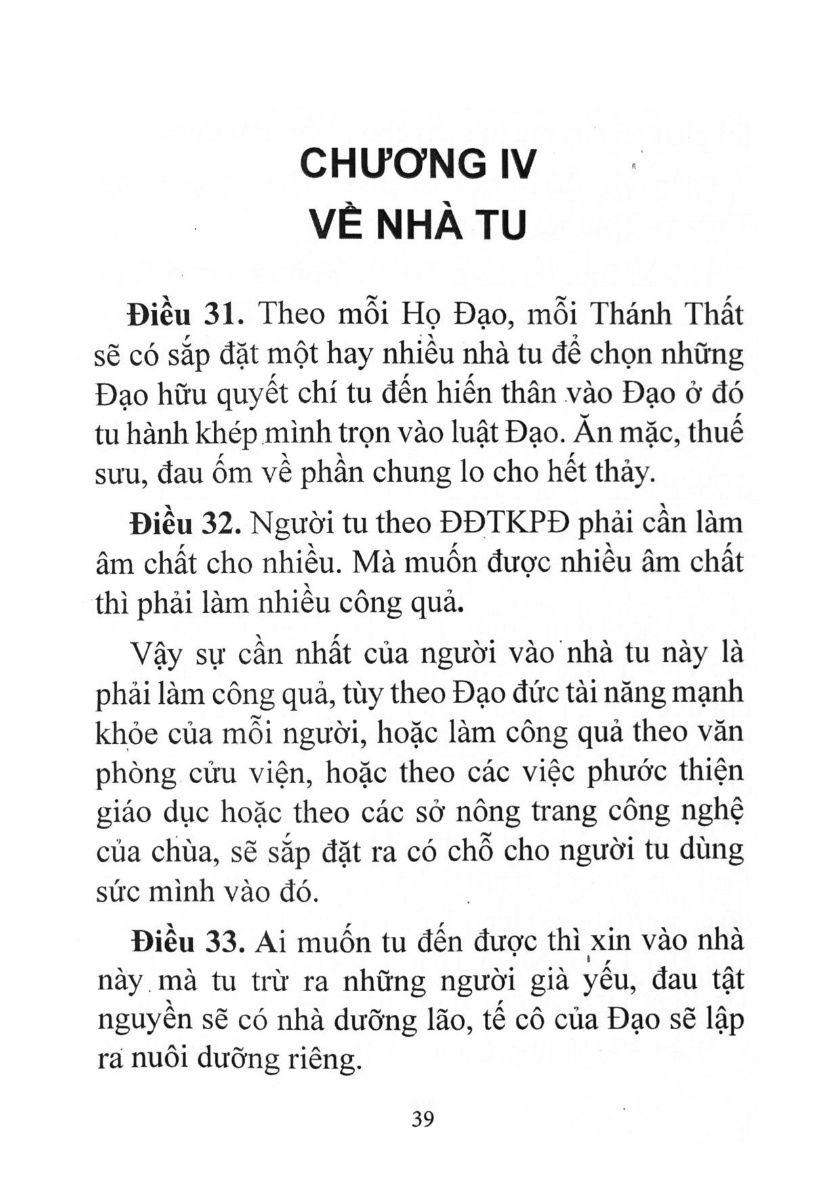 CHƯƠNG IV
VỀ NHÀ TU
Điều 31. Theo mỗi Họ Đạo, mỗi Thánh Thất
sẽ có sắp đặt một hay nhiều nhà tu để chọn những
Đạo hữu quyết chí tu đến hiến thân vào Đạo ở đó
tu hành khép mình trọn vào luật Đạo. Ăn mặc, thuế
sưu, đau ốm về phần chung lo cho hết thảy.
Điều 32. Người tu theo ĐĐTKPĐ phải cần làm
âm chất cho nhiều. Mà muốn được nhiều âm chất
thì phải làm nhiều công quả.
Vậy sự cần nhất của người vào nhà tu này là
phải làm công quả, tùy theo Đạo đức tài năng mạnh
khỏe của mỗi người, hoặc làm công quả theo văn
phòng cửu viện, hoặc theo các việc phước thiện
giáo dục hoặc theo các sở nông trang công nghệ
của chùa, sẽ sắp đặt ra có chỗ cho người tu dùng
sức mình vào đó.
Điều 33. Ai muốn tu đến được thì xin vào nhà
này mà tu trừ ra những người già yếu, đau tật
nguyền sẽ có nhà dưỡng lão, tế cô của Đạo sẽ lập
ra nuôi dưỡng riêng.
39